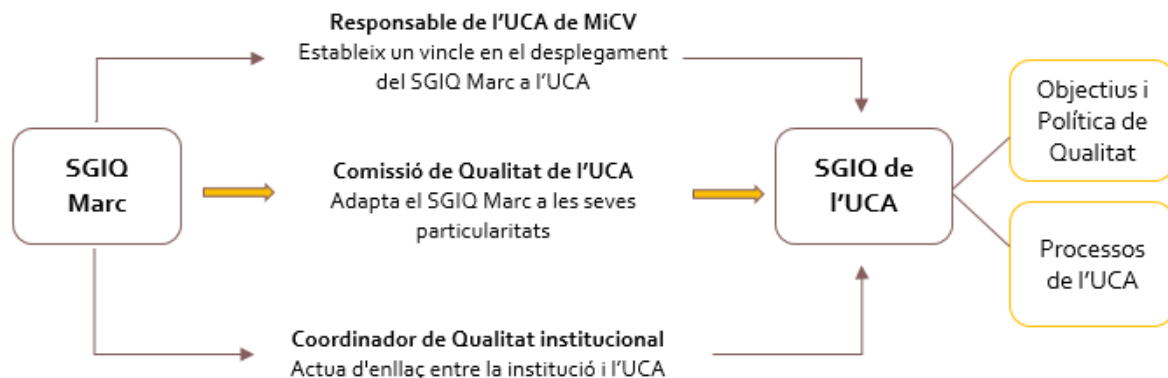 Responsable de l'UCA de MiCV
Estableix un vincle en el desplegament
del SGIQ Marc a l'UCA
SGIQ
Marc
Comissió de Qualitat de l'UCA
Adapta el SGIQ Marc a les seves
particularitats
Coordinador de Qualitat institucional
Actua d'enllaç entre la institució i l'UCA
SGIQ de
l'UCA
Objectius i
Política de
Qualitat
Processos
de l'UCA